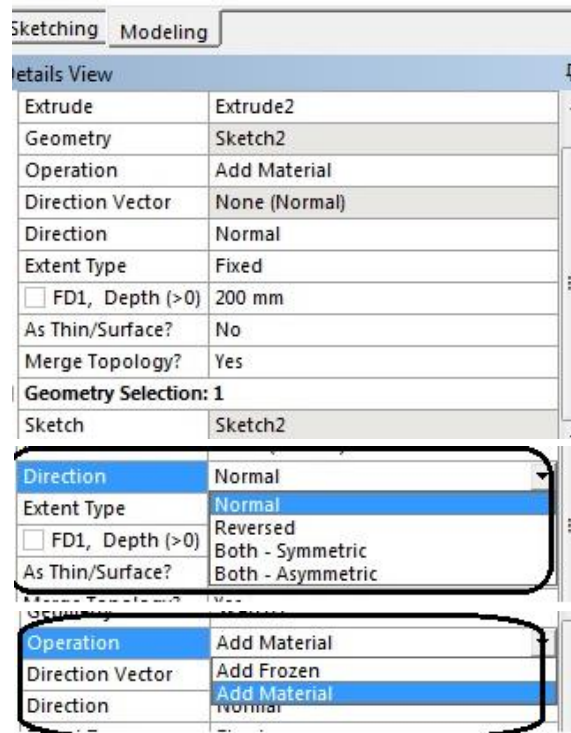 Sketching Modeling
Details View
Extrude Extrude2
Geometry Sketch2
Operation Add Material
Direction Vector None (Normal)
Direction Normal
Extent Type Fixed
FD1, Depth (>0) 200 mm
As Thin/Surface? No
Merge Topology? Yes
Geometry Selection: 1
Sketch Sketch2
Direction Normal
Extent Type Normal
Reversed
FD1, Depth (>0) Both - Symmetric
As Thin/Surface? Both - Asymmetric
Operation Add Material
Direction Vector Add Frozen
Add Material
Direction Normal